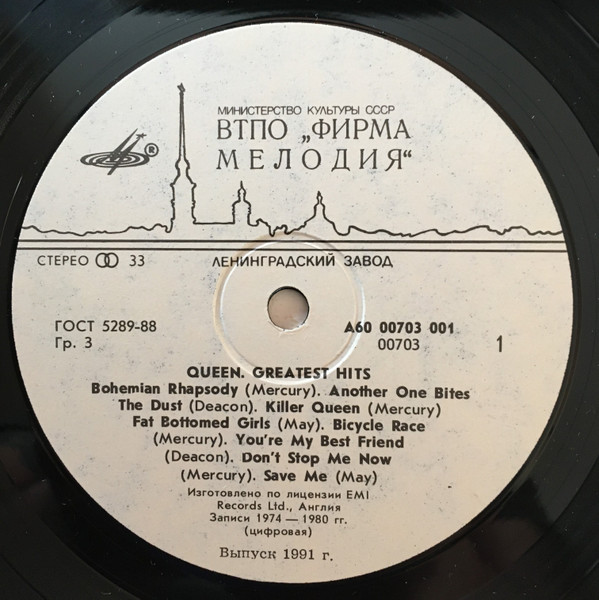 МИНИСТЕРСТВО КУЛЬТУРЫ СССР
ВТПО „ФИРМА
МЕЛОДИЯ“
®
СТЕРЕО 33
ЛЕНИНГРАДСКИЙ ЗАВОД
ГОСТ 5289-88
Гр. 3
А60 00703 001
00703
1
QUEEN. GREATEST HITS
Bohemian Rhapsody (Mercury). Another One Bites
The Dust (Deacon). Killer Queen (Mercury)
Fat Bottomed Girls (May). Bicycle Race
(Mercury). You're My Best Friend
(Deacon). Don't Stop Me Now
(Mercury). Save Me (May)
Изготовлено по лицензии EMI
Records Ltd., Англия
Записи 1974 — 1980 гг.
(цифровая)
Выпуск 1991 г.